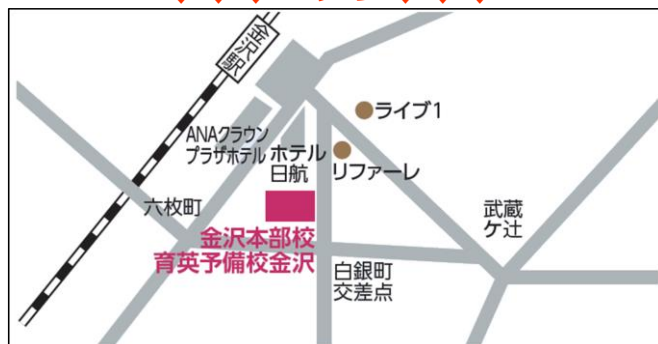 金沢駅
ライブ1
ANAクラウン
プラザホテル
ホテル
日航
リファーレ
六枚町
武蔵
ケ辻
金沢本部校
育英予備校金沢
白銀町
交差点